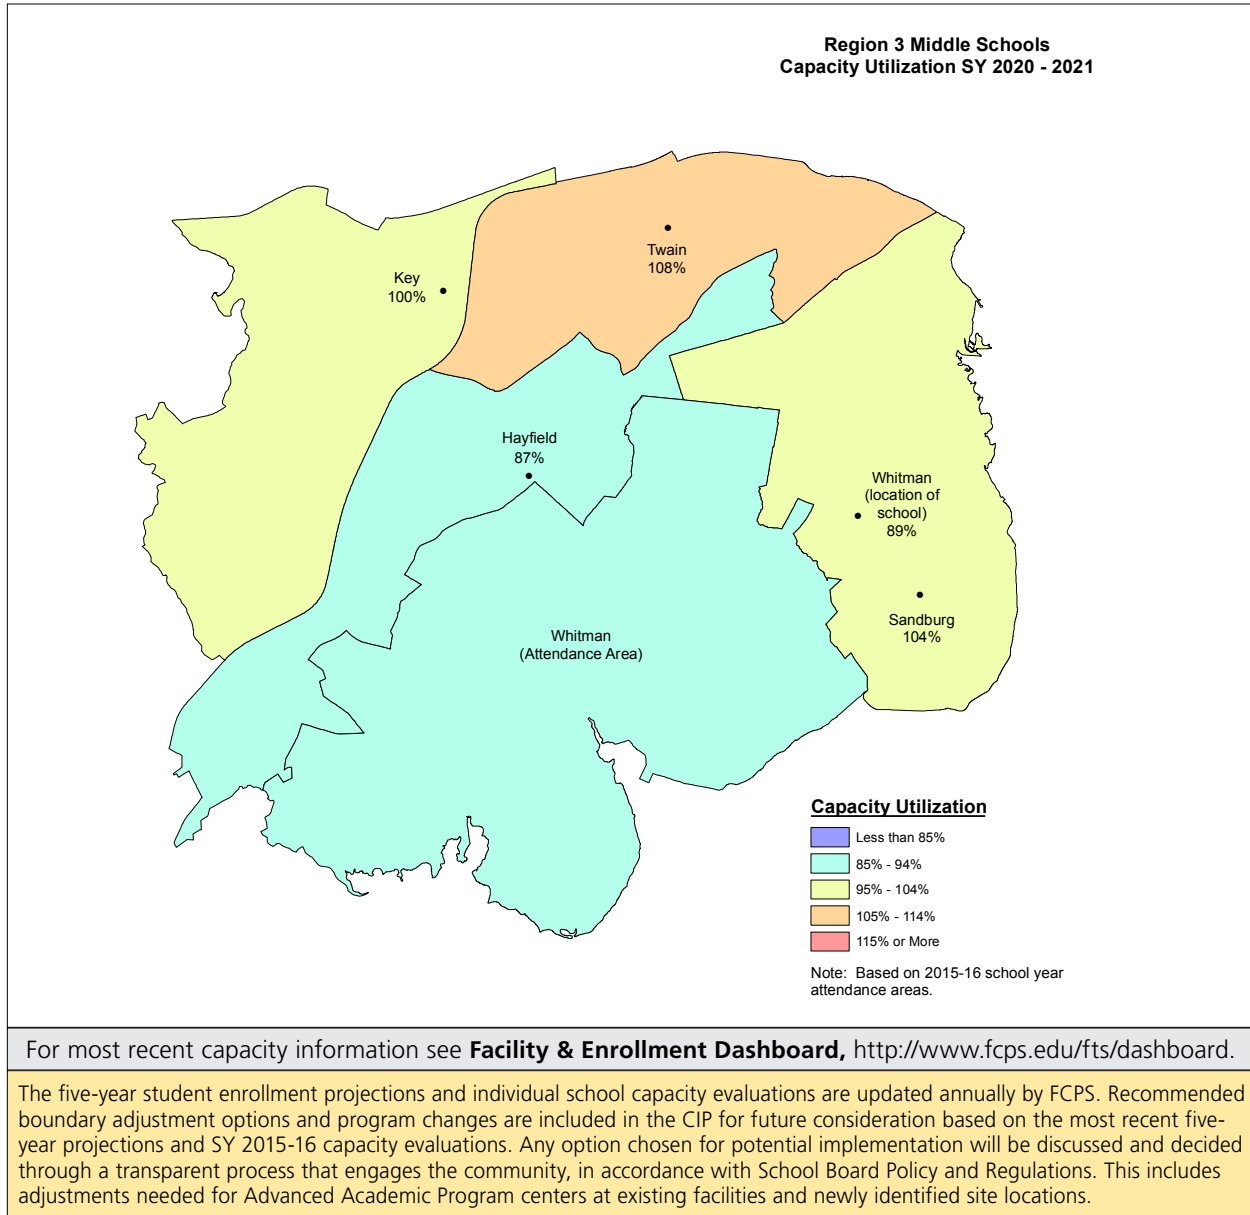 Region 3 Middle Schools
Capacity Utilization SY 2020 - 2021
Twain
108%
Key
100%
Hayfield
87%
Whitman
(location of
school)
89%
Sandburg
104%
Whitman
(Attendance Area)
Capacity Utilization
Less than 85%
85% - 94%
95% - 104%
105% - 114%
115% or More
Note:  Based on 2015-16 school year
attendance areas.
For most recent capacity information see Facility & Enrollment Dashboard, http://www.fcps.edu/fts/dashboard.
The five-year student enrollment projections and individual school capacity evaluations are updated annually by FCPS. Recommended
boundary adjustment options and program changes are included in the CIP for future consideration based on the most recent five-
year projections and SY 2015-16 capacity evaluations. Any option chosen for potential implementation will be discussed and decided
through a transparent process that engages the community, in accordance with School Board Policy and Regulations. This includes
adjustments needed for Advanced Academic Program centers at existing facilities and newly identified site locations.